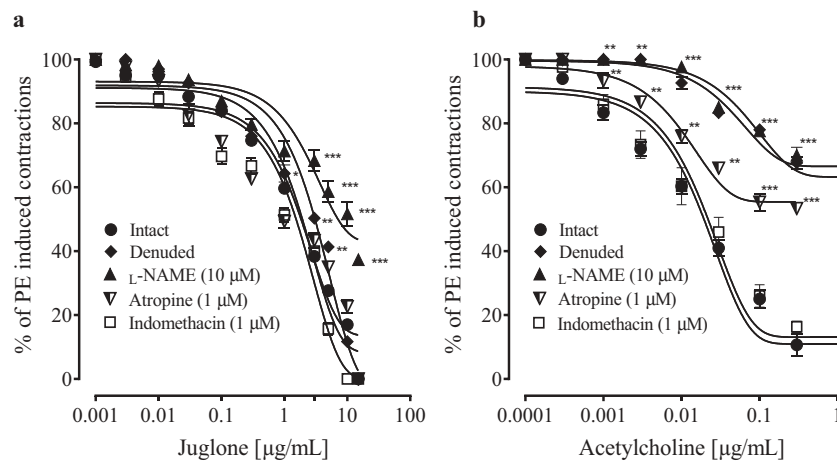 a
% of PE induced contractions
100
80
60
40
20
0
***
***
***
***
*
**
**
Intact
Denuded
L-NAME (10 μM)
Atropine (1 μM)
Indomethacin (1 μM)
0.001 0.01 0.1 1 10 100
Juglone [μg/mL]
b
% of PE induced contractions
100
80
60
40
20
0
** ** ***
***
***
***
** **
**
**
***
***
Intact
Denuded
L-NAME (10 μM)
Atropine (1 μM)
Indomethacin (1 μM)
0.0001 0.001 0.01 0.1 1
Acetylcholine [μg/mL]